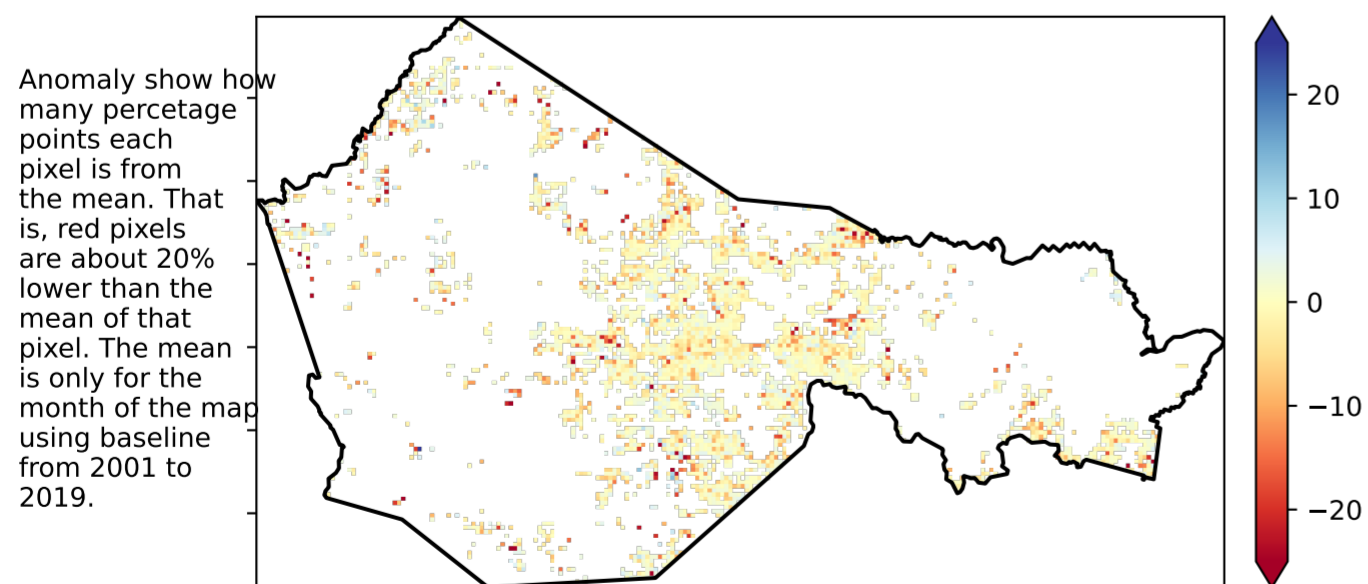 Anomaly show how
many percetage
points each
pixel is from
the mean. That
is, red pixels
are about 20%
lower than the
mean of that
pixel. The mean
is only for the
month of the map
using baseline
from 2001 to
2019.
20
10
0
−10
−20